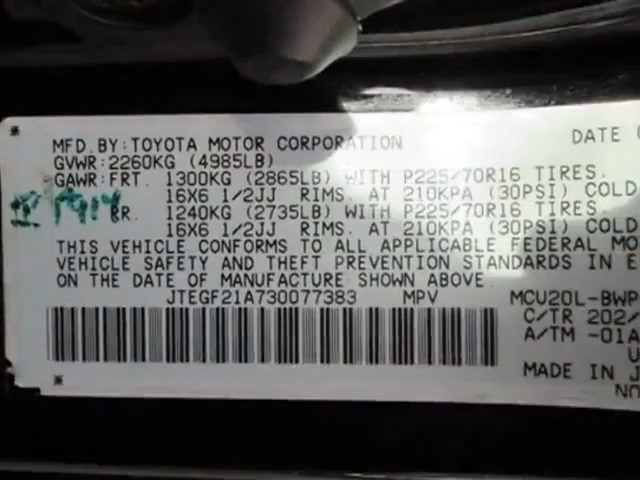 MFD.BY:TOYOTA MOTOR CORPORATION DATE
GVWR:2260KG (4985LB)
GAWR:FRT. 1300KG (2865LB) WITH P225/70R16 TIRES.
16X6 1/2JJ RIMS. AT 210KPA (30PSI) COLD
RR. 1240KG (2735LB) WITH P225/70R16 TIRES.
16X6 1/2JJ RIMS. AT 210KPA (30PSI) COLD
THIS VEHICLE CONFORMS TO ALL APPLICABLE FEDERAL MO
VEHICLE SAFETY AND THEFT PREVENTION STANDARDS IN E
ON THE DATE OF MANUFACTURE SHOWN ABOVE.
JTEGF21A730077383 MPV MCU20L-BWP
C/TR 202/
A/TM -01A
U
MADE IN J
NO